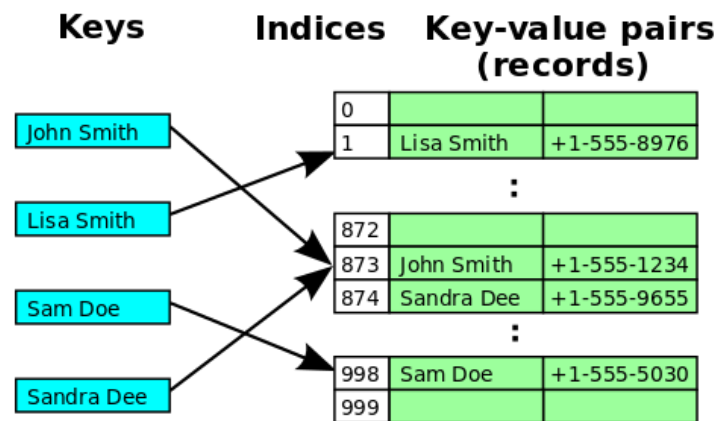 Keys
Indices
Key-value pairs
(records)
John Smith
Lisa Smith
Sam Doe
Sandra Dee
0
1 Lisa Smith +1-555-8976
:
872
873 John Smith +1-555-1234
874 Sandra Dee +1-555-9655
:
998 Sam Doe +1-555-5030
999